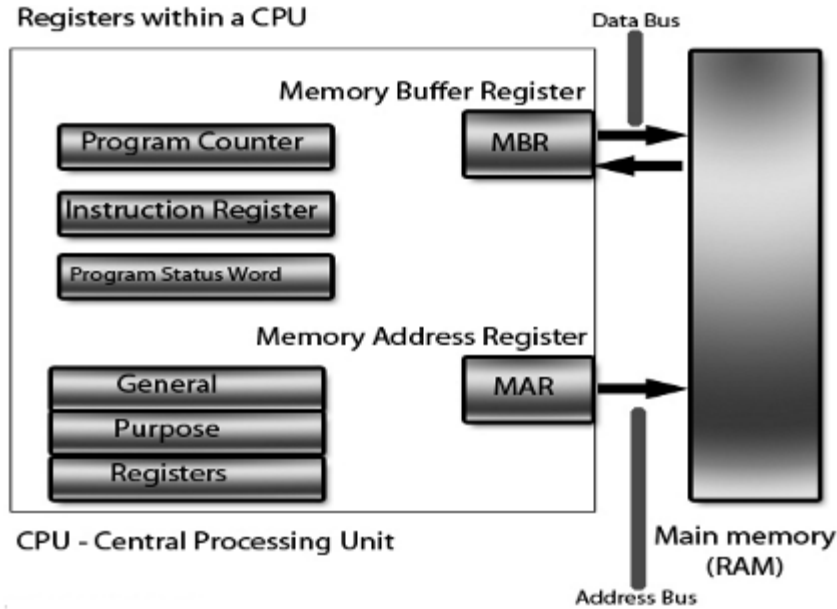 Registers within a CPU
Data Bus
Memory Buffer Register
Program Counter
MBR
Instruction Register
Program Status Word
Memory Address Register
General
MAR
Purpose
Registers
CPU - Central Processing Unit
Main memory
(RAM)
Address Bus